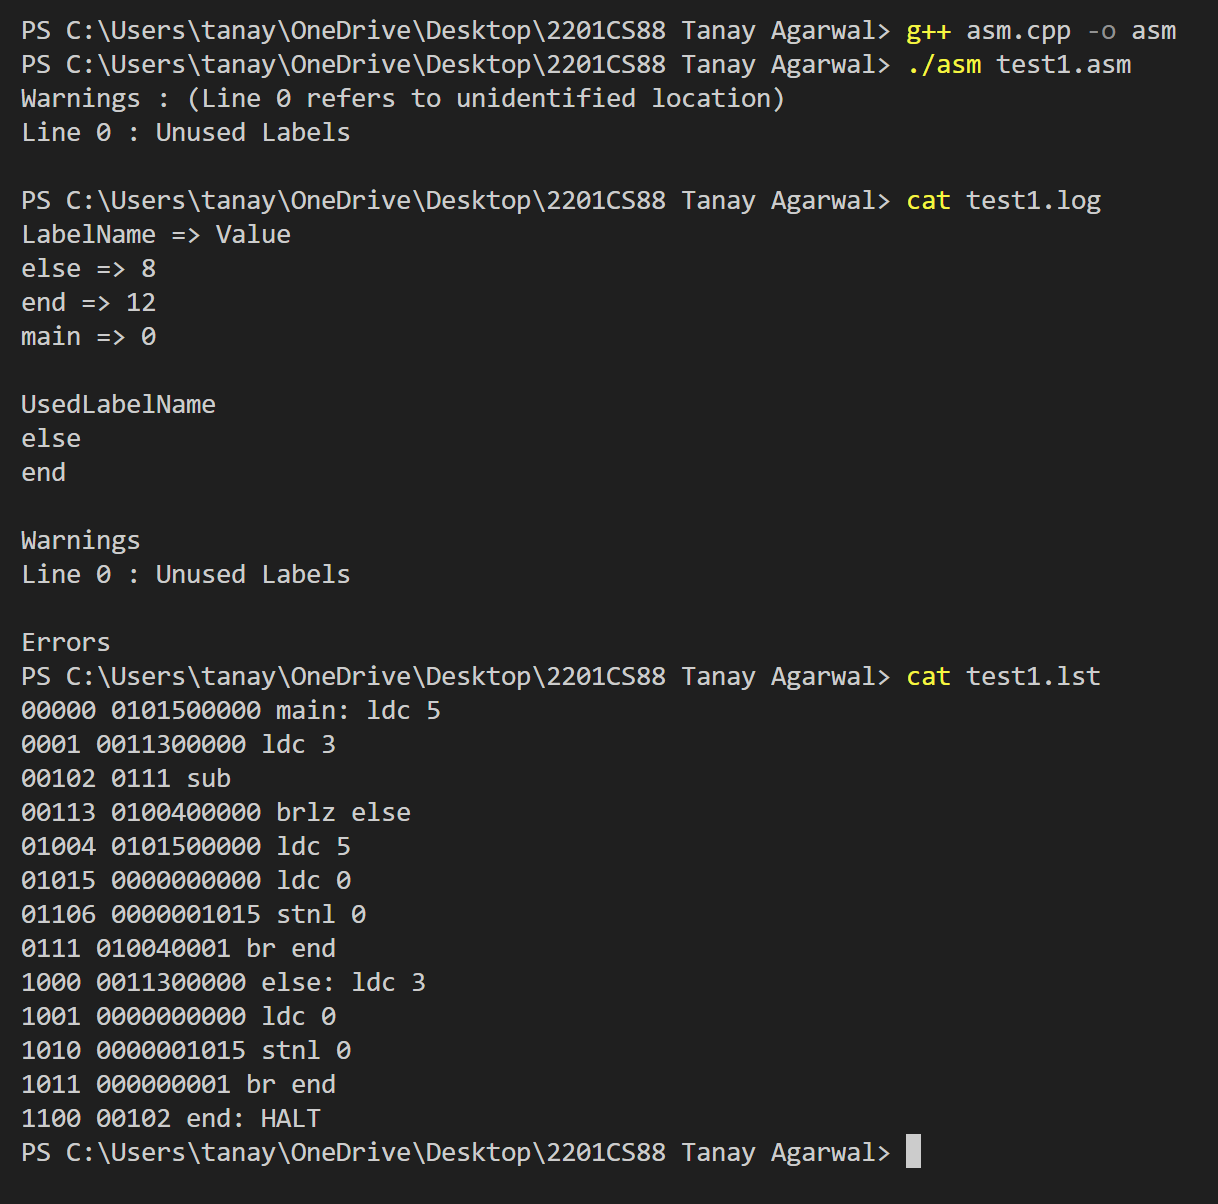 PS C:\Users\tanay\OneDrive\Desktop\2201CS88 Tanay Agarwal> g++ asm.cpp -o asm
PS C:\Users\tanay\OneDrive\Desktop\2201CS88 Tanay Agarwal> ./asm test1.asm
Warnings : (Line 0 refers to unidentified location)
Line 0 : Unused Labels

PS C:\Users\tanay\OneDrive\Desktop\2201CS88 Tanay Agarwal> cat test1.log
LabelName => Value
else => 8
end => 12
main => 0

UsedLabelName
else
end

Warnings
Line 0 : Unused Labels

Errors
PS C:\Users\tanay\OneDrive\Desktop\2201CS88 Tanay Agarwal> cat test1.lst
00000 0101500000 main: ldc 5
0001 0011300000 ldc 3
00102 0111 sub
00113 0100400000 brlz else
01004 0101500000 ldc 5
01015 0000000000 ldc 0
01106 0000001015 stnl 0
0111 010040001 br end
1000 0011300000 else: ldc 3
1001 0000000000 ldc 0
1010 0000001015 stnl 0
1011 000000001 br end
1100 00102 end: HALT
PS C:\Users\tanay\OneDrive\Desktop\2201CS88 Tanay Agarwal>